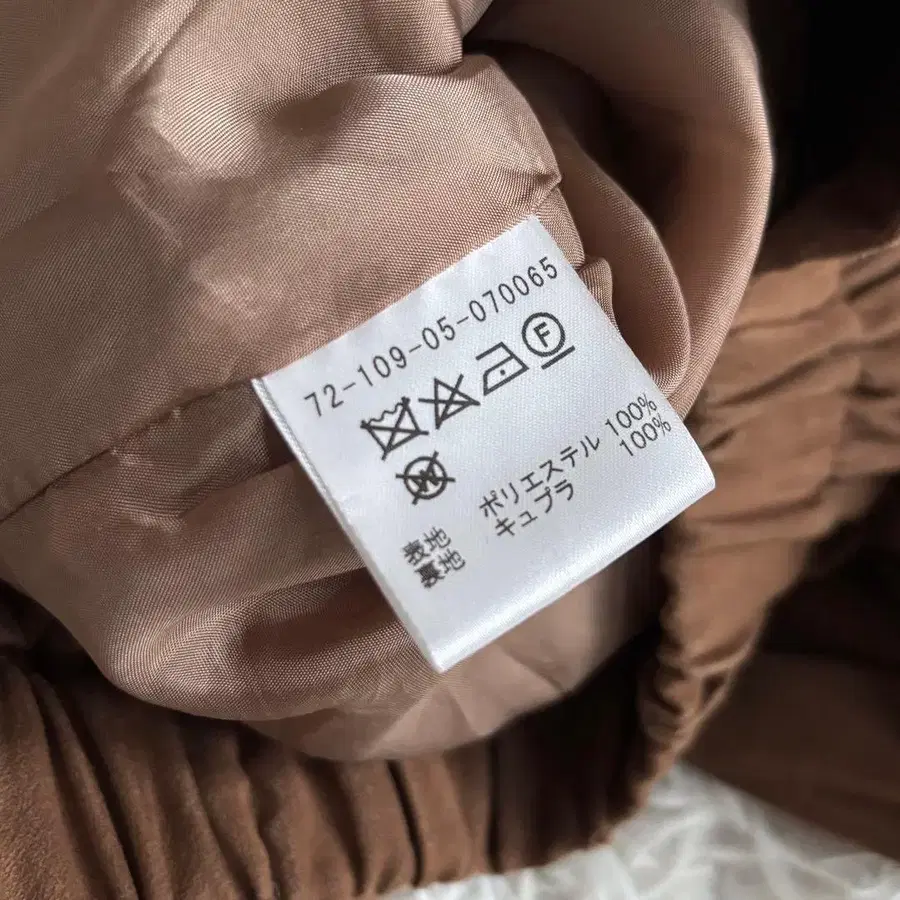 72-109-05-070065
F
W
表地 ポリエステル 100%
裏地 キュプラ 100%